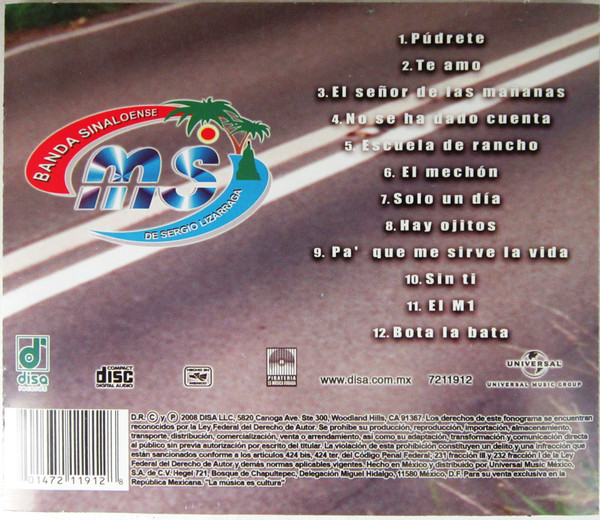 1. Púdrete
2. Te amo
3. El señor de las mañanas
4. No se ha dado cuenta
5. Escuela de rancho
6. El mechón
7. Solo un día
8. Hay ojitos
9. Pa' que me sirve la vida
10. Sin ti
11. El M1
12. Bota la bata
BANDA SINALOENSE
MS
DE SERGIO LIZARRAGA
disa
records
COMPACT
disc
DIGITAL AUDIO
PIRATERIA
www.disa.com.mx
7211912
UNIVERSAL
UNIVERSAL MUSIC GROUP
D.R. © y ℗ 2008 DISA LLC, 5820 Canoga Ave. Ste 300, Woodland Hills, CA 91367. Los derechos de este fonograma se encuentran
reconocidos por la Ley Federal del Derecho de Autor. Se prohibe su producción, reproducción, importación, almacenamiento,
transporte, distribución, comercialización, venta o arrendamiento, así como su adaptación, transformación y comunicación directa
al público sin previa autorización por escrito del titular. La violación de esta prohibición constituyen un delito y una infracción que
están sancionados conforme a los artículos 424 bis, 424 ter, del Código Penal Federal; 231 fracción III y 232 fracción I de la Ley
Federal del Derecho de Autor y demás normas aplicables vigentes. Hecho en México y distribuido por Universal Music México,
S.A. de C.V. Hegel 721, Bosque de Chapultepec, Delegación Miguel Hidalgo, 11580 México, D.F. Para su venta exclusiva en la
República Mexicana. "La música es cultura"
01472 11912 8